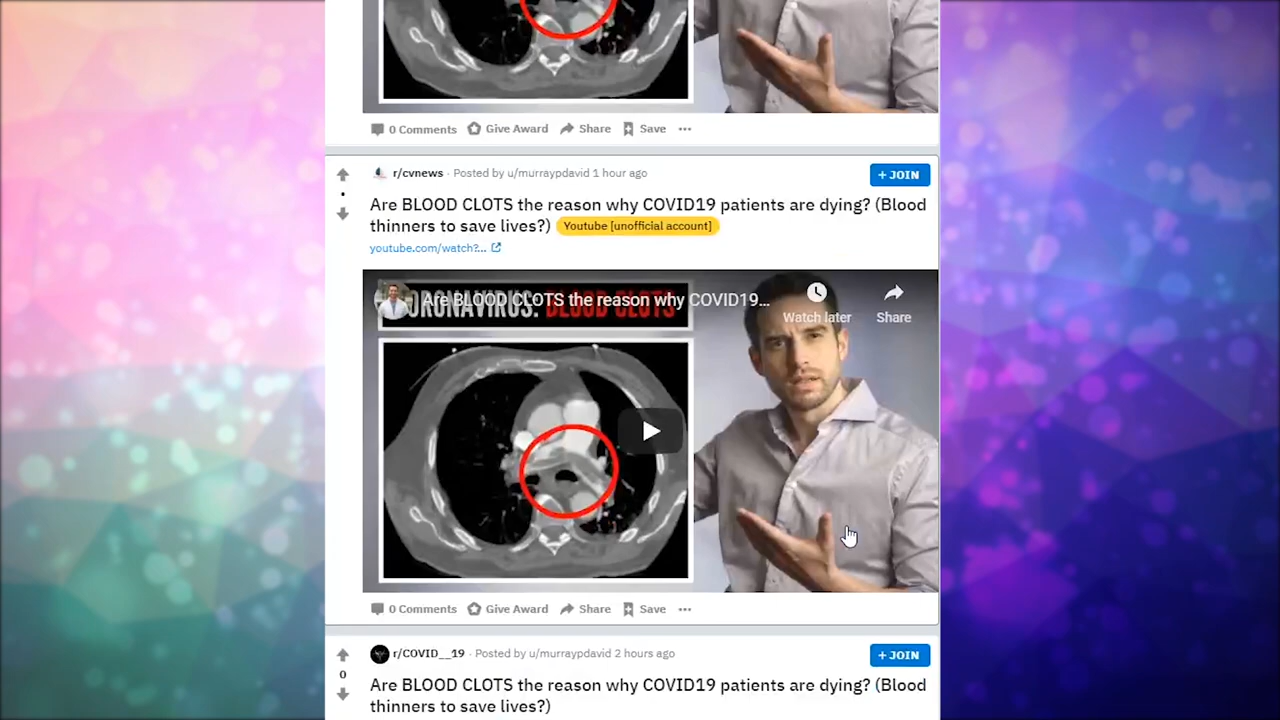 0 Comments Give Award Share Save ...
r/cvnews · Posted by u/murraypdavid 1 hour ago + JOIN
Are BLOOD CLOTS the reason why COVID19 patients are dying? (Blood
thinners to save lives?) Youtube [unofficial account]
youtube.com/watch?...
CORONAVIRUS: BLOOD CLOTS
Are BLOOD CLOTS the reason why COVID19...
Watch later Share
0 Comments Give Award Share Save ...
r/COVID__19 · Posted by u/murraypdavid 2 hours ago + JOIN
0
Are BLOOD CLOTS the reason why COVID19 patients are dying? (Blood
thinners to save lives?)